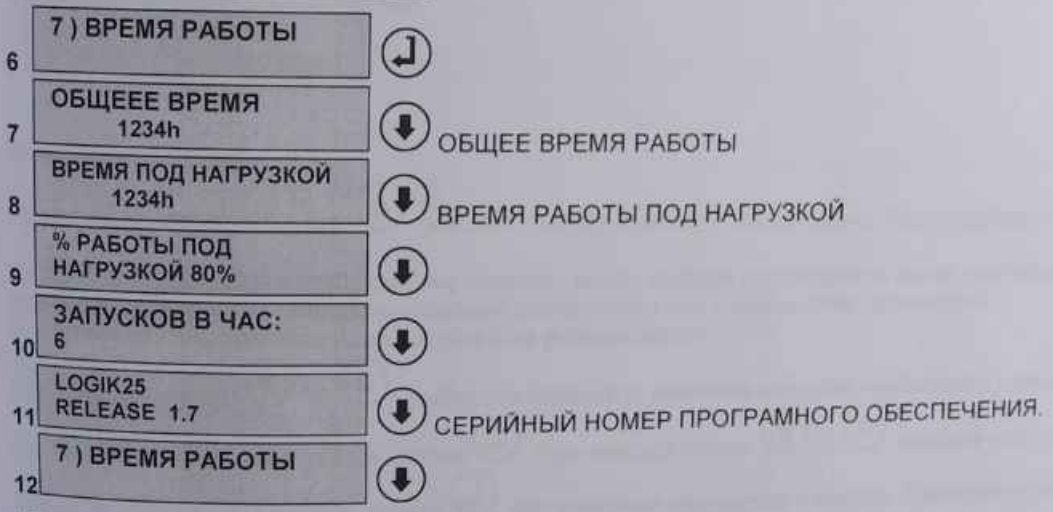 6
7 ) ВРЕМЯ РАБОТЫ
7
ОБЩЕЕЕ ВРЕМЯ
1234h
ОБЩЕЕ ВРЕМЯ РАБОТЫ
8
ВРЕМЯ ПОД НАГРУЗКОЙ
1234h
ВРЕМЯ РАБОТЫ ПОД НАГРУЗКОЙ
9
% РАБОТЫ ПОД
НАГРУЗКОЙ 80%
10
ЗАПУСКОВ В ЧАС:
6
11
LOGIK25
RELEASE 1.7
СЕРИЙНЫЙ НОМЕР ПРОГРАМНОГО ОБЕСПЕЧЕНИЯ.
12
7 ) ВРЕМЯ РАБОТЫ